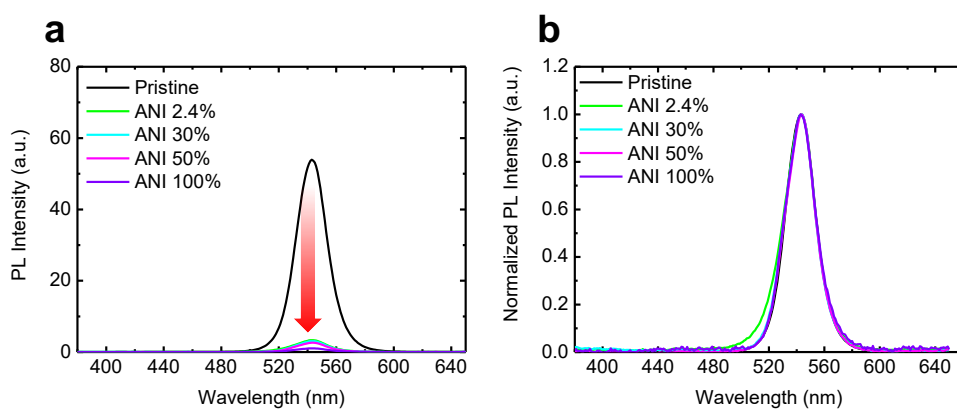 a
80
60
40
20
0
PL Intensity (a.u.)
Pristine
ANI 2.4%
ANI 30%
ANI 50%
ANI 100%
400 440 480 520 560 600 640
Wavelength (nm)
b
1.2
1.0
0.8
0.6
0.4
0.2
0.0
Normalized PL Intensity (a.u.)
Pristine
ANI 2.4%
ANI 30%
ANI 50%
ANI 100%
400 440 480 520 560 600 640
Wavelength (nm)